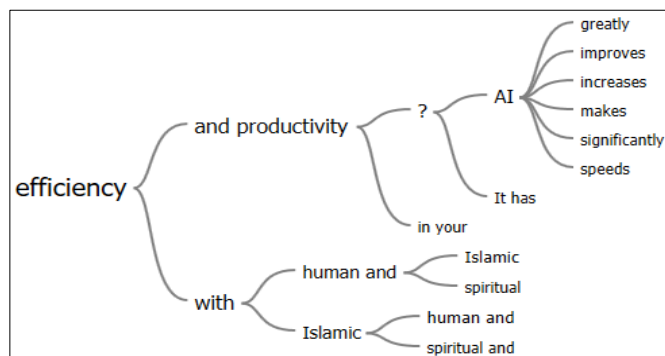 efficiency
and productivity
?
AI
greatly
improves
increases
makes
significantly
speeds
It has
in your
with
human and
Islamic
spiritual
Islamic
human and
spiritual and